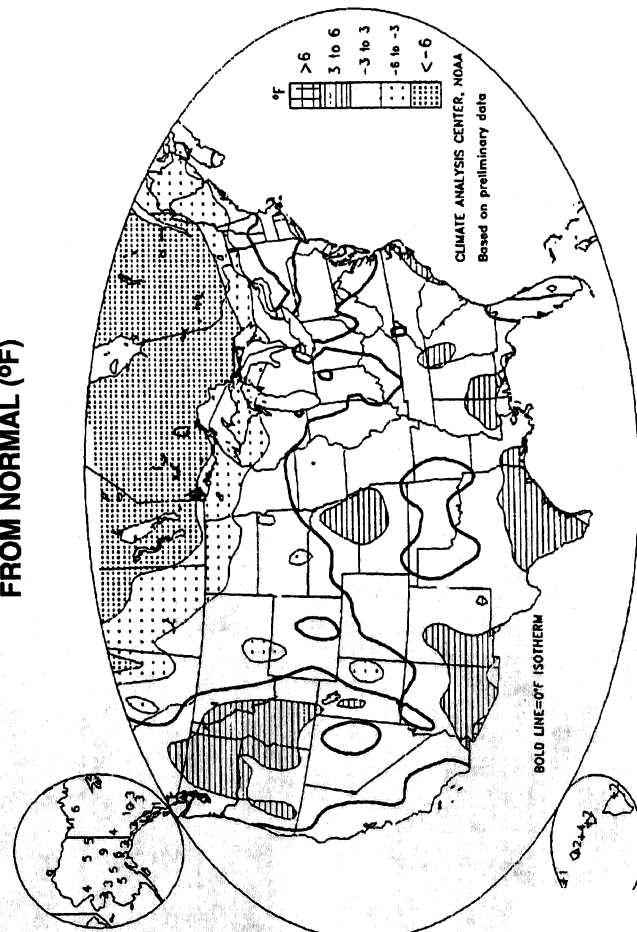 FROM NORMAL (ºF)
°F
>6
3 to 6
-3 to 3
-6 to -3
<-6
CLIMATE ANALYSIS CENTER, NOAA
Based on preliminary data
BOLD LINE=0°F ISOTHERM